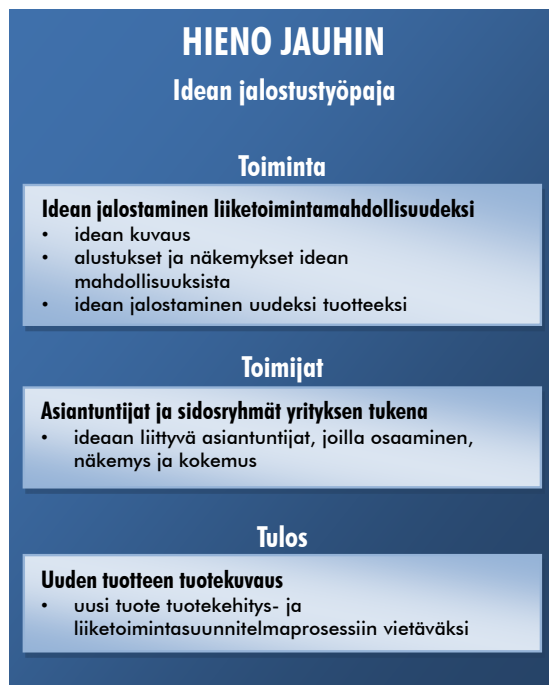 HIENO JAUHIN
Idean jalostustyöpaja
Toiminta
Idean jalostaminen liiketoimintamahdollisuudeksi
• idean kuvaus
• alustukset ja näkemykset idean
mahdollisuuksista
• idean jalostaminen uudeksi tuotteeksi
Toimijat
Asiantuntijat ja sidosryhmät yrityksen tukena
• ideaan liittyvä asiantuntijat, joilla osaaminen,
näkemys ja kokemus
Tulos
Uuden tuotteen tuotekuvaus
• uusi tuote tuotekehitys- ja
liiketoimintasuunnitelmaprosessiin vietäväksi